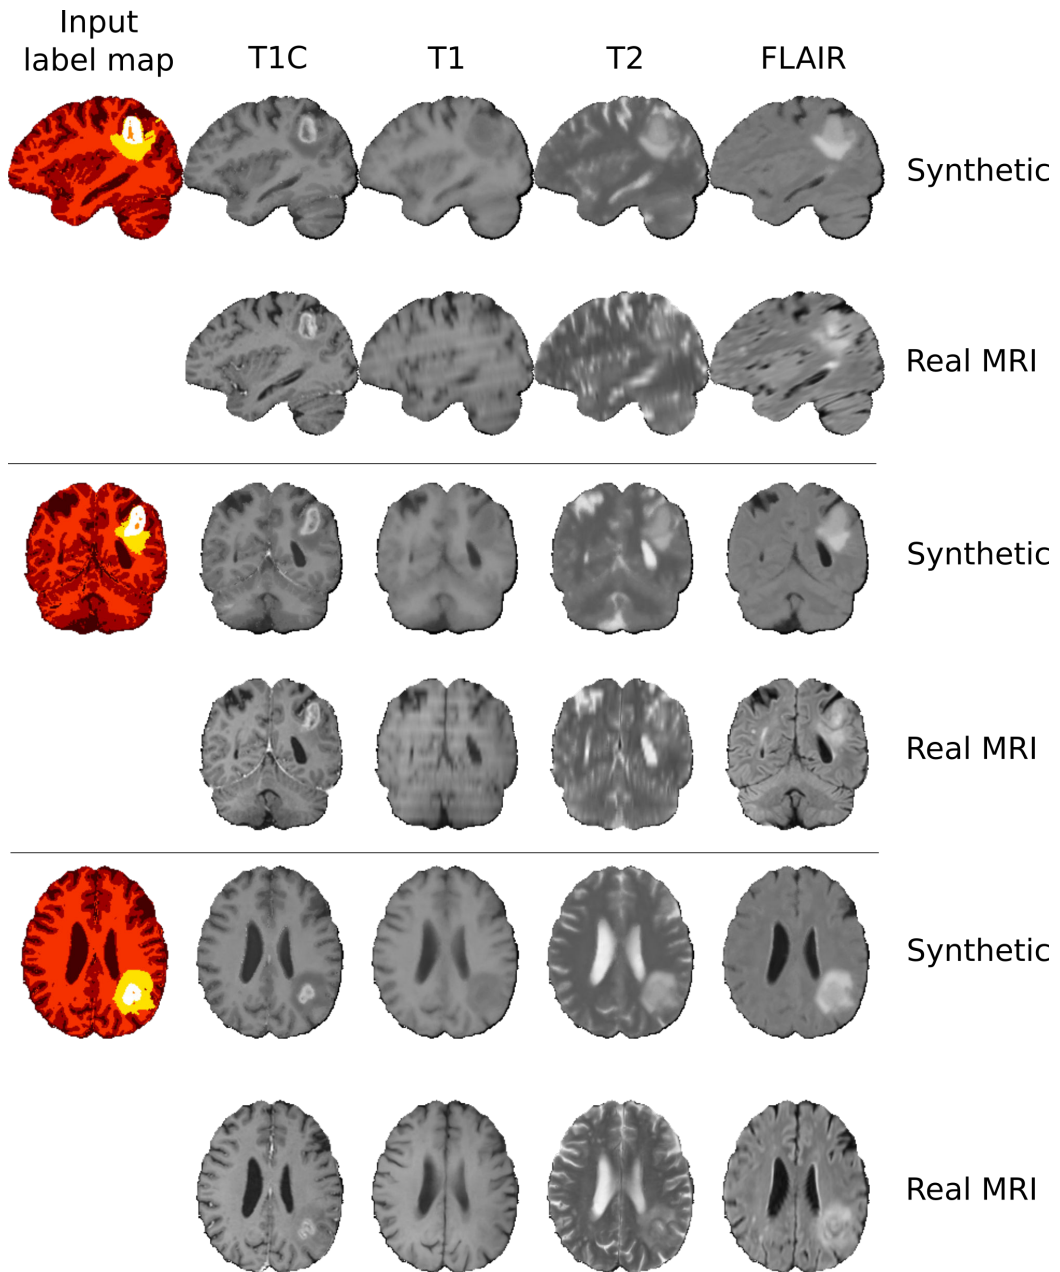 Input
label map
T1C
T1
T2
FLAIR
Synthetic
Real MRI
Synthetic
Real MRI
Synthetic
Real MRI